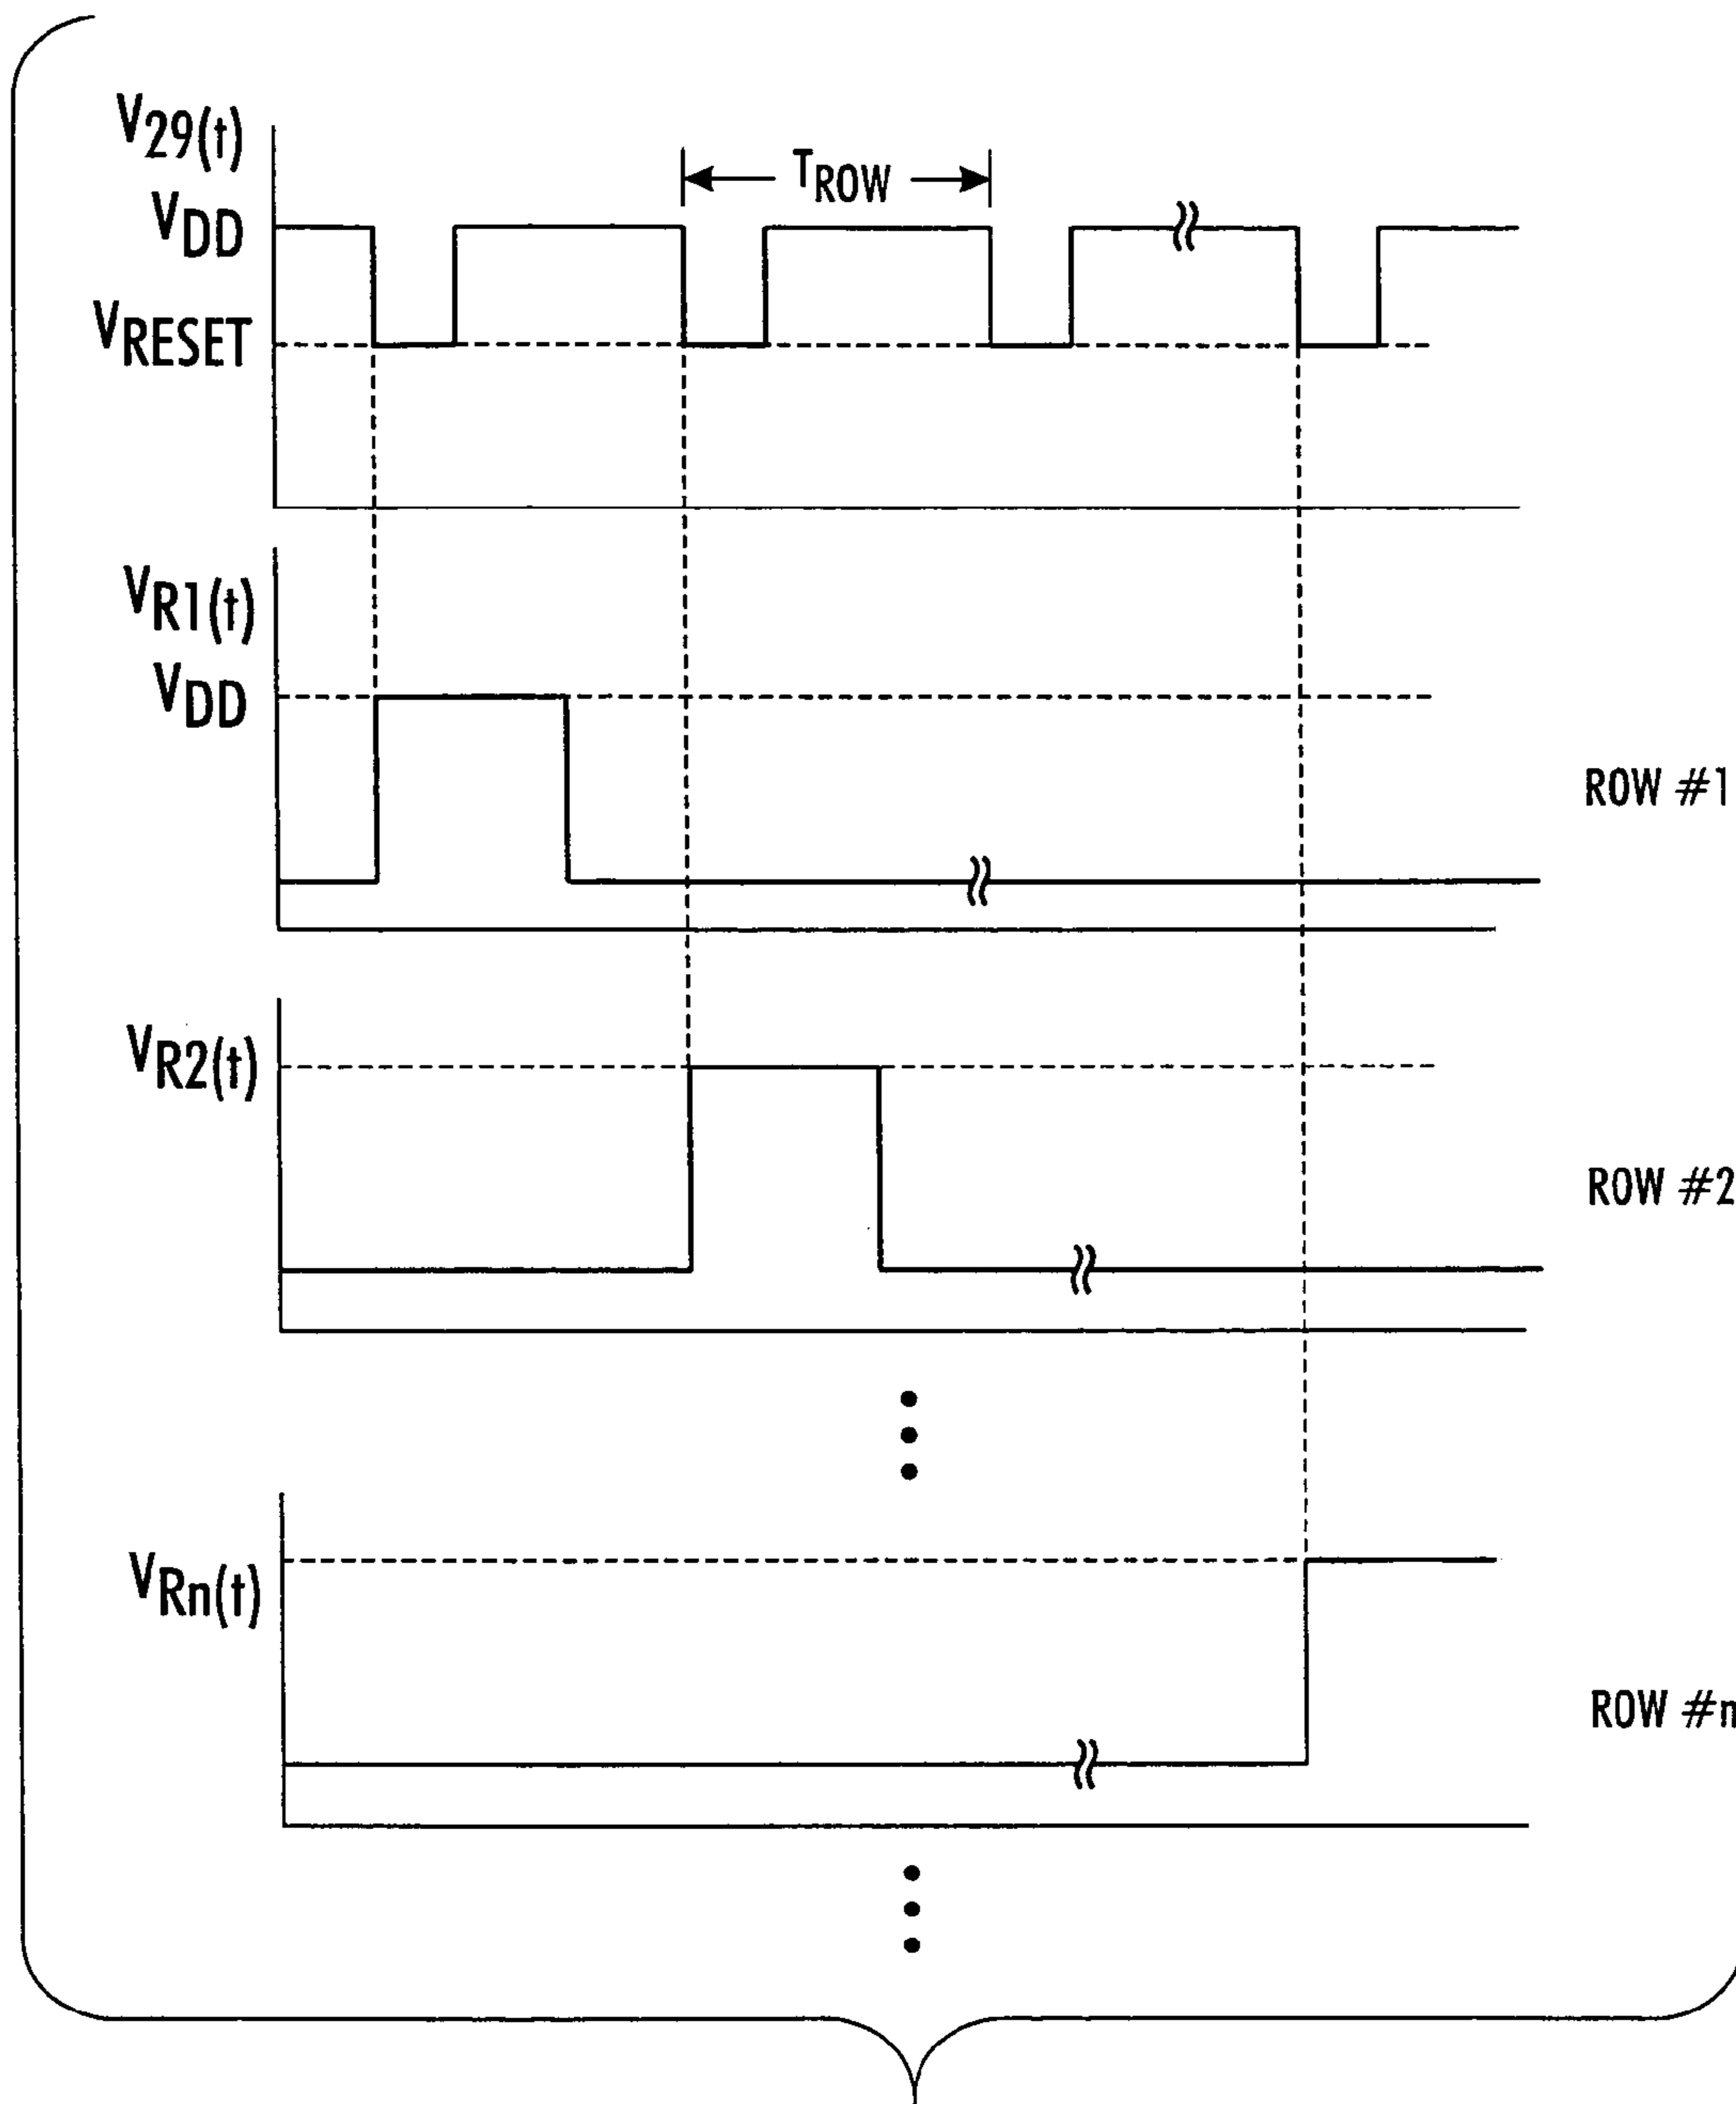 V29(t)
TROW
VDD
VRESET
VR1(t)
VDD
ROW #1
VR2(t)
ROW #2
VRn(t)
ROW #n